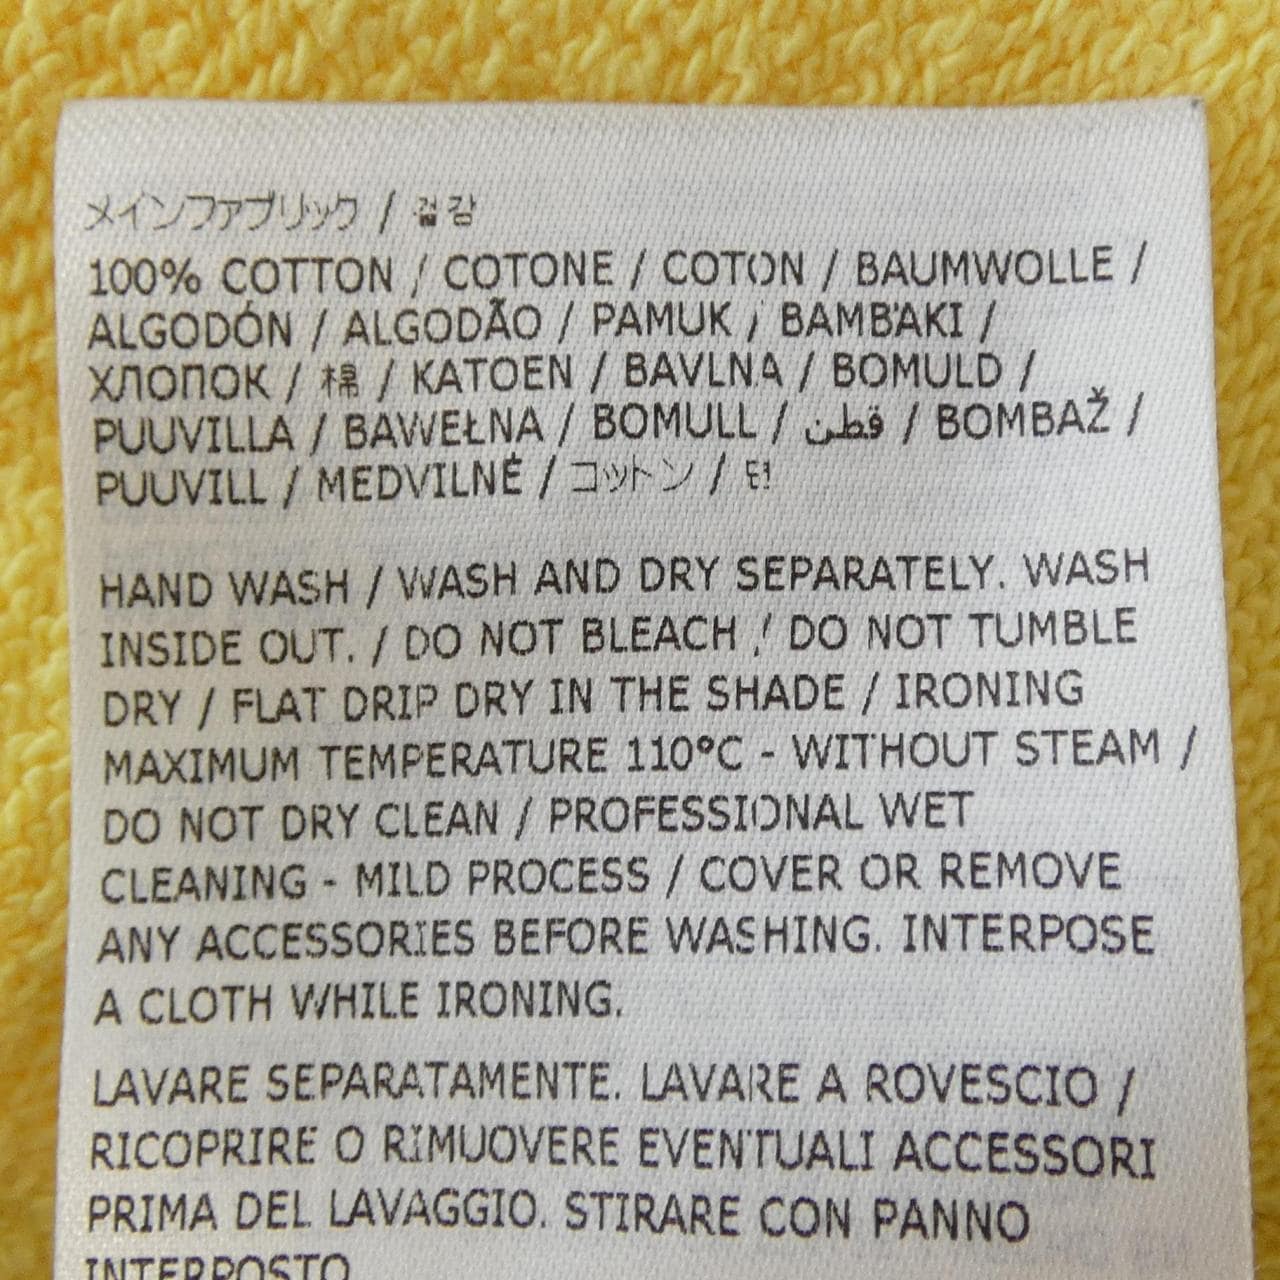 メインファブリック / 겉감
100% COTTON / COTONE / COTON / BAUMWOLLE /
ALGODÓN / ALGODÃO / PAMUK / BAMBAKI /
ХЛОПОК / 棉 / KATOEN / BAVLNA / BOMULD /
PUUVILLA / BAWEŁNA / BOMULL / قطن / BOMBAŽ /
PUUVILL / MEDVILNĖ / コットン /
HAND WASH / WASH AND DRY SEPARATELY. WASH
INSIDE OUT. / DO NOT BLEACH / DO NOT TUMBLE
DRY / FLAT DRIP DRY IN THE SHADE / IRONING
MAXIMUM TEMPERATURE 110°C - WITHOUT STEAM /
DO NOT DRY CLEAN / PROFESSIONAL WET
CLEANING - MILD PROCESS / COVER OR REMOVE
ANY ACCESSORIES BEFORE WASHING. INTERPOSE
A CLOTH WHILE IRONING.
LAVARE SEPARATAMENTE. LAVARE A ROVESCIO /
RICOPRIRE O RIMUOVERE EVENTUALI ACCESSORI
PRIMA DEL LAVAGGIO. STIRARE CON PANNO
INTERPOSTO